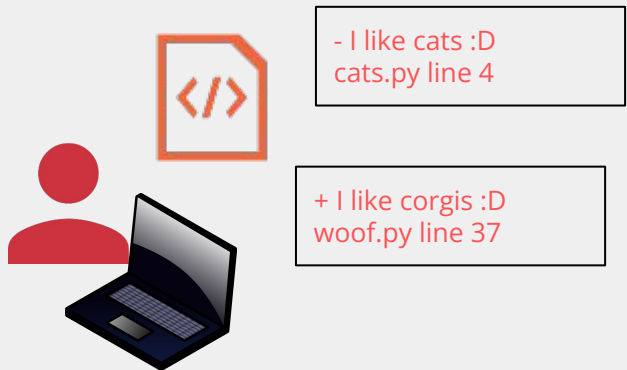 </>
- I like cats :D
cats.py line 4
+ I like corgis :D
woof.py line 37